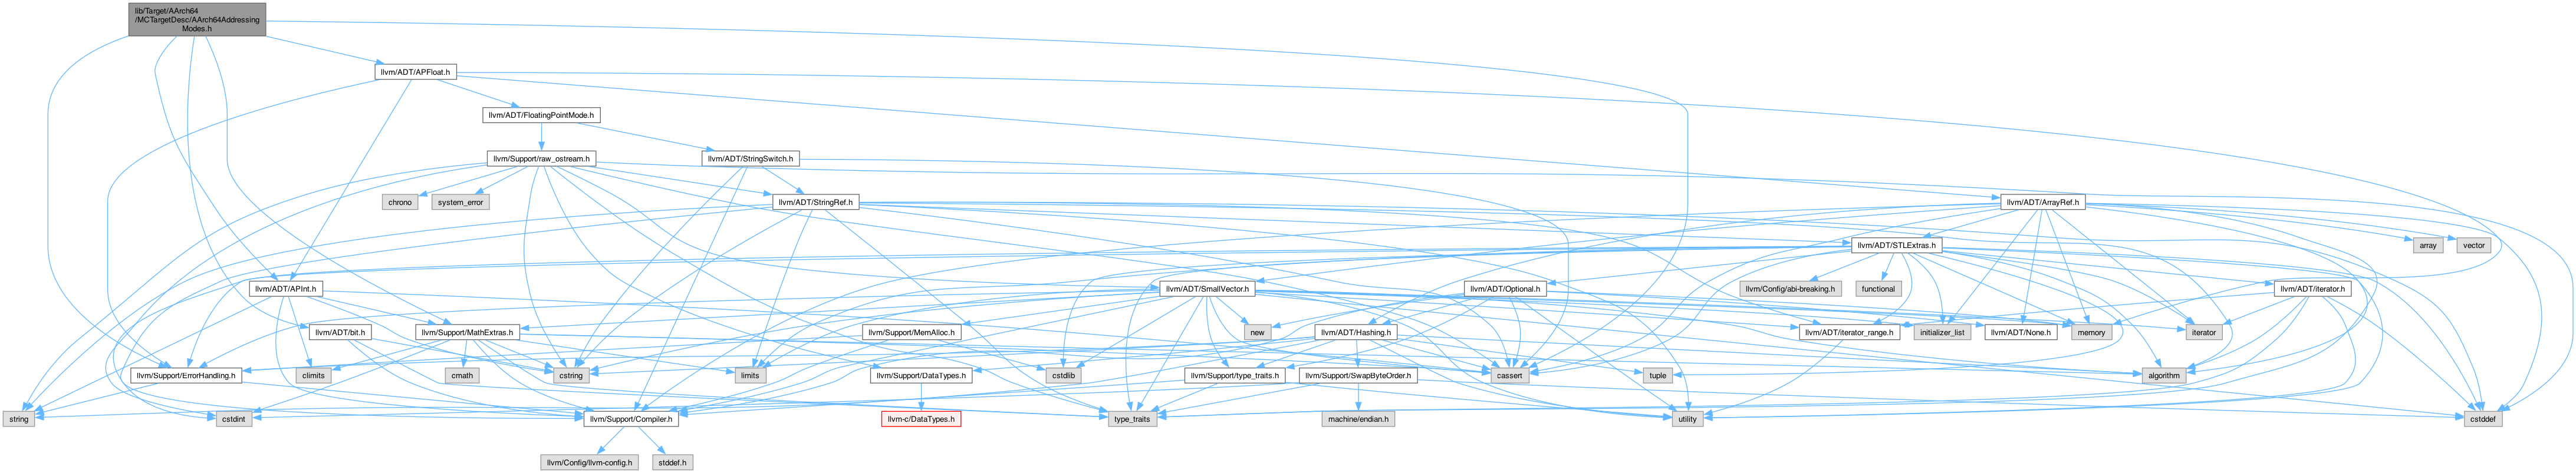 lib/Target/AArch64
/MCTargetDesc/AArch64Addressing
Modes.h
llvm/ADT/APFloat.h
llvm/ADT/FloatingPointMode.h
llvm/Support/raw_ostream.h
llvm/ADT/StringSwitch.h
chrono
system_error
llvm/ADT/StringRef.h
llvm/ADT/ArrayRef.h
llvm/ADT/STLExtras.h
array
vector
llvm/ADT/APInt.h
llvm/ADT/SmallVector.h
llvm/ADT/Optional.h
llvm/Config/abi-breaking.h
functional
llvm/ADT/iterator.h
llvm/ADT/bit.h
llvm/Support/MathExtras.h
llvm/Support/MemAlloc.h
new
llvm/ADT/Hashing.h
llvm/ADT/iterator_range.h
initializer_list
llvm/ADT/None.h
memory
iterator
llvm/Support/ErrorHandling.h
climits
cmath
cstring
limits
cstdlib
llvm/Support/DataTypes.h
llvm/Support/type_traits.h
llvm/Support/SwapByteOrder.h
cassert
tuple
algorithm
string
cstdint
llvm/Support/Compiler.h
llvm-c/DataTypes.h
type_traits
machine/endian.h
utility
cstddef
llvm/Config/llvm-config.h
stddef.h